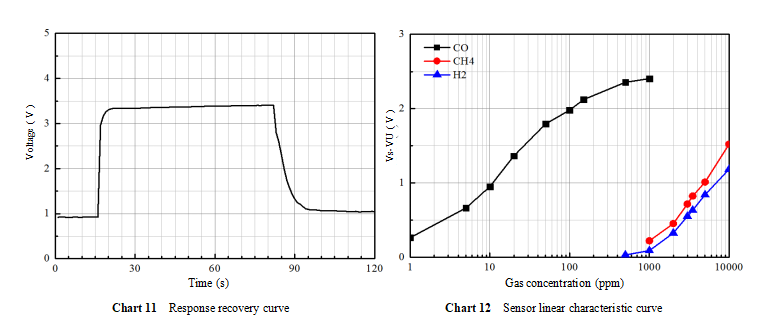 5
4
3
2
1
0
Voltage ( V )
0
30
60
90
120
Time (s)
Chart 11 Response recovery curve
3
2
1
0
Vs-VU ( V )
CO
CH4
H2
1
10
100
1000
10000
Gas concentration (ppm)
Chart 12 Sensor linear characteristic curve